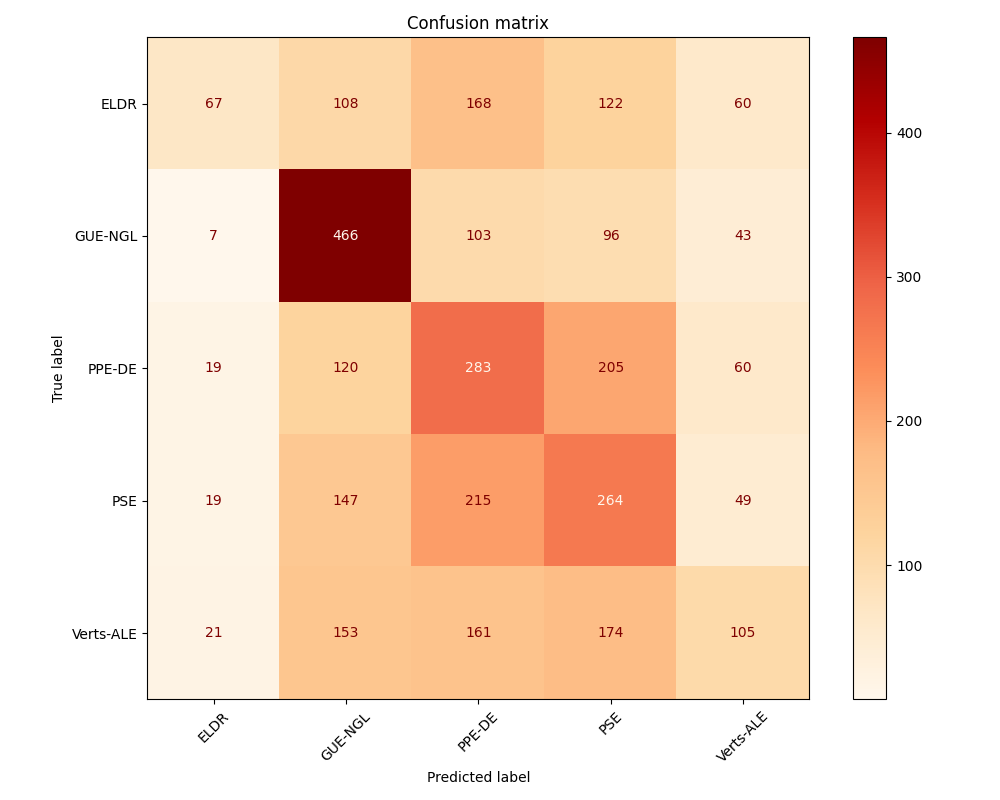 Confusion matrix
ELDR 67 108 168 122 60
400
GUE-NGL 7 466 103 96 43
300
PPE-DE 19 120 283 205 60
True label
200
PSE 19 147 215 264 49
100
Verts-ALE 21 153 161 174 105
ELDR GUE-NGL PPE-DE PSE Verts-ALE
Predicted label